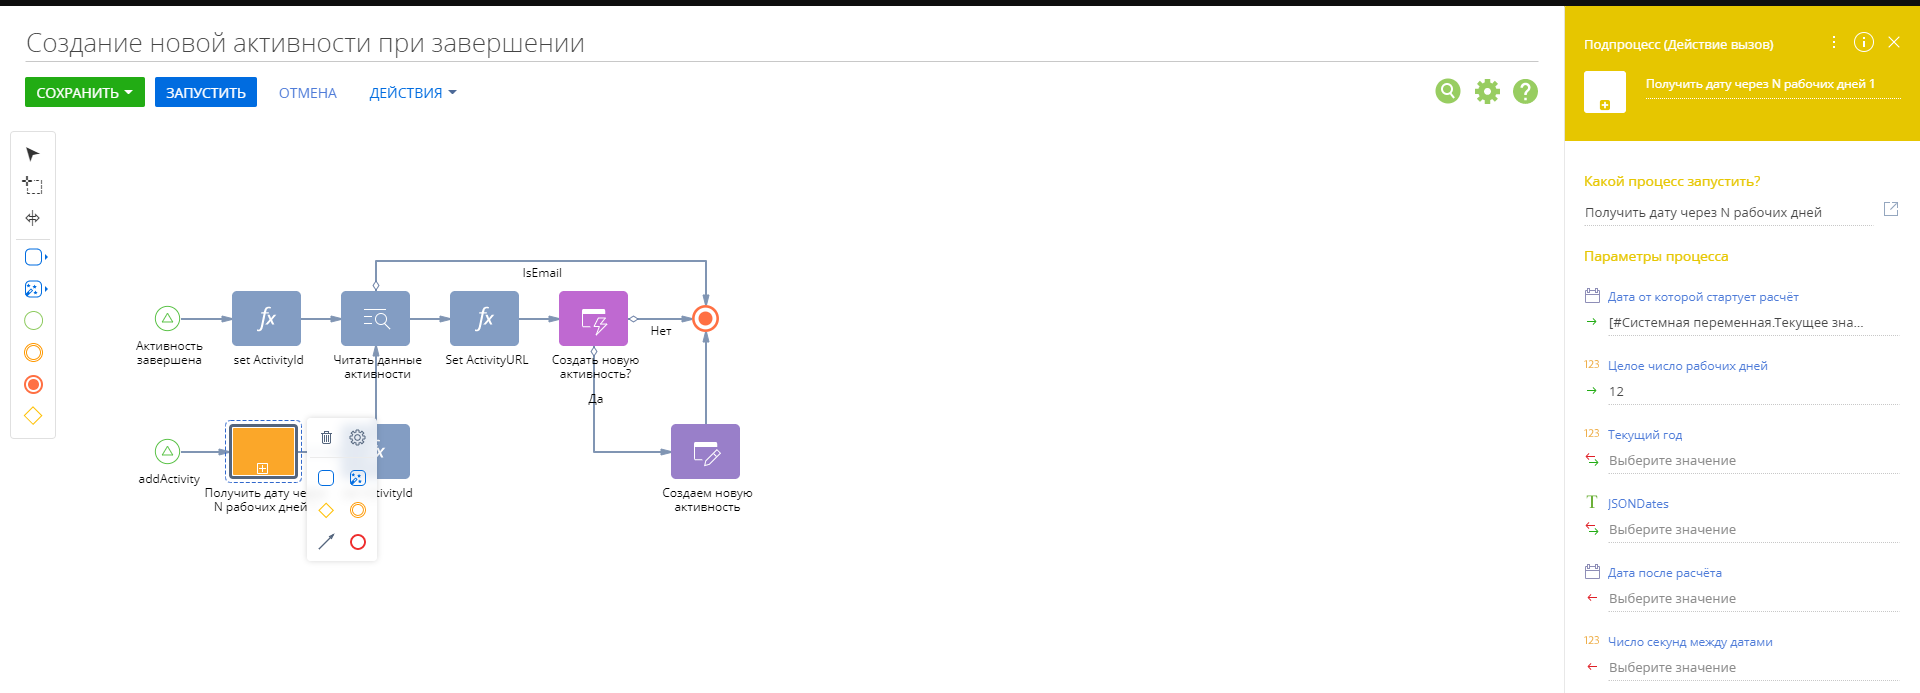 Создание новой активности при завершении
СОХРАНИТЬ
ЗАПУСТИТЬ
ОТМЕНА
ДЕЙСТВИЯ
IsEmail
Активность
завершена
set ActivityId
Читать данные
активности
Set ActivityURL
Создать новую
активность?
Нет
Да
addActivity
Получить дату че
N рабочих дней
tivityId
Создаем новую
активность
Подпроцесс (Действие вызов)
Получить дату через N рабочих дней 1
Какой процесс запустить?
Получить дату через N рабочих дней
Параметры процесса
Дата от которой стартует расчёт
[#Системная переменная.Текущее зна...
123 Целое число рабочих дней
12
123 Текущий год
Выберите значение
T JSONDates
Выберите значение
Дата после расчёта
Выберите значение
123 Число секунд между датами
Выберите значение